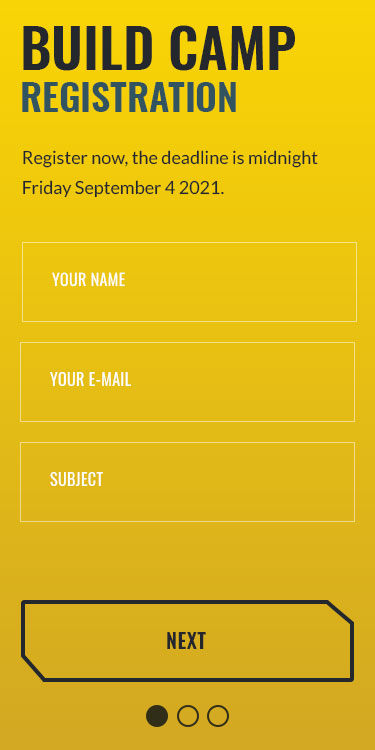 BUILD CAMP
REGISTRATION
Register now, the deadline is midnight
Friday September 4 2021.
YOUR NAME
YOUR E-MAIL
SUBJECT
NEXT